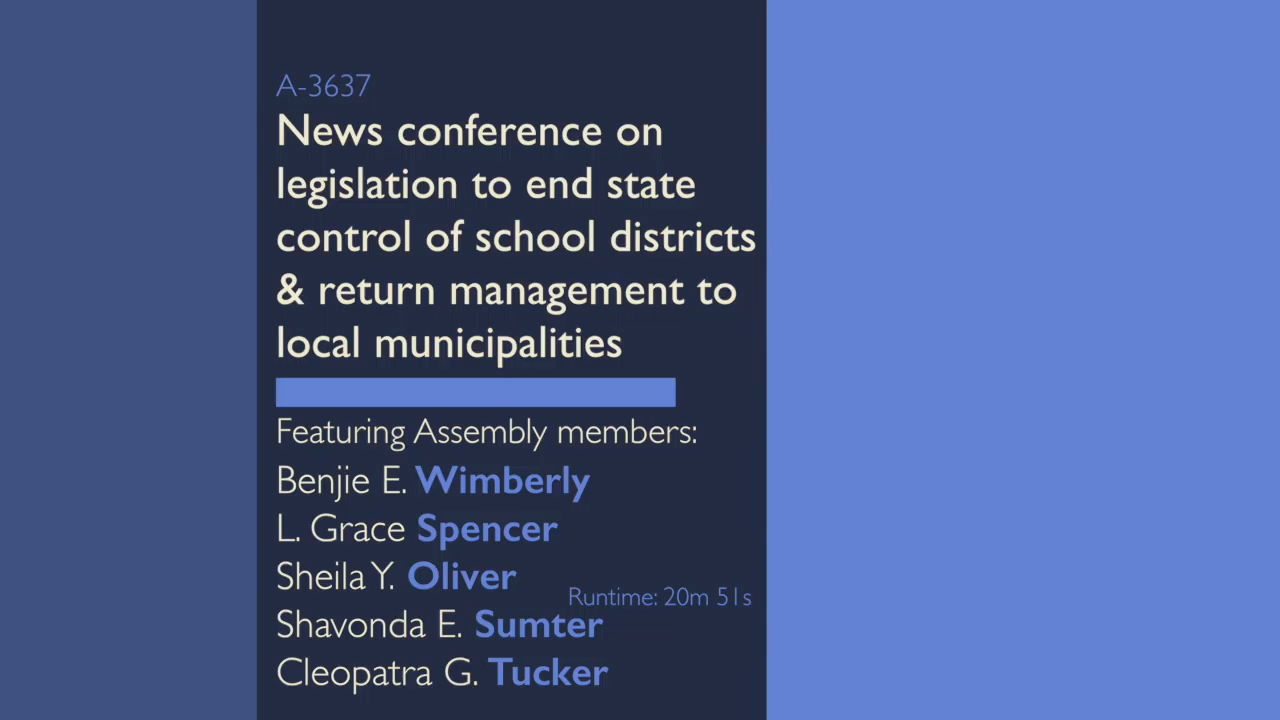 A-3637
News conference on
legislation to end state
control of school districts
& return management to
local municipalities
Featuring Assembly members:
Benjie E. Wimberly
L. Grace Spencer
Sheila Y. Oliver
Runtime: 20m 51s
Shavonda E. Sumter
Cleopatra G. Tucker